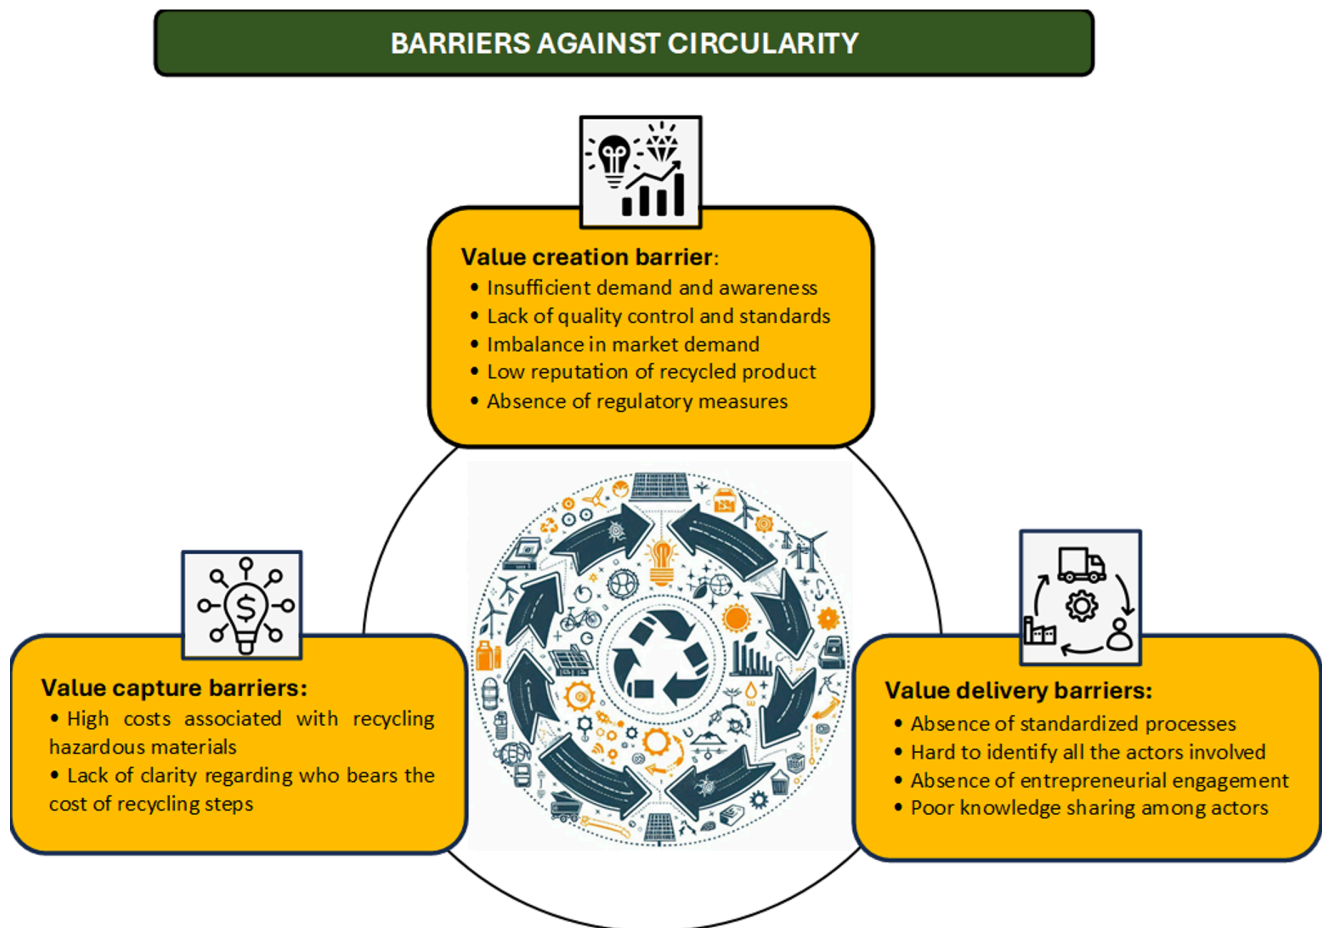 BARRIERS AGAINST CIRCULARITY
Value creation barrier:
• Insufficient demand and awareness
• Lack of quality control and standards
• Imbalance in market demand
• Low reputation of recycled product
• Absence of regulatory measures
Value capture barriers:
• High costs associated with recycling
hazardous materials
• Lack of clarity regarding who bears the
cost of recycling steps
Value delivery barriers:
• Absence of standardized processes
• Hard to identify all the actors involved
• Absence of entrepreneurial engagement
• Poor knowledge sharing among actors